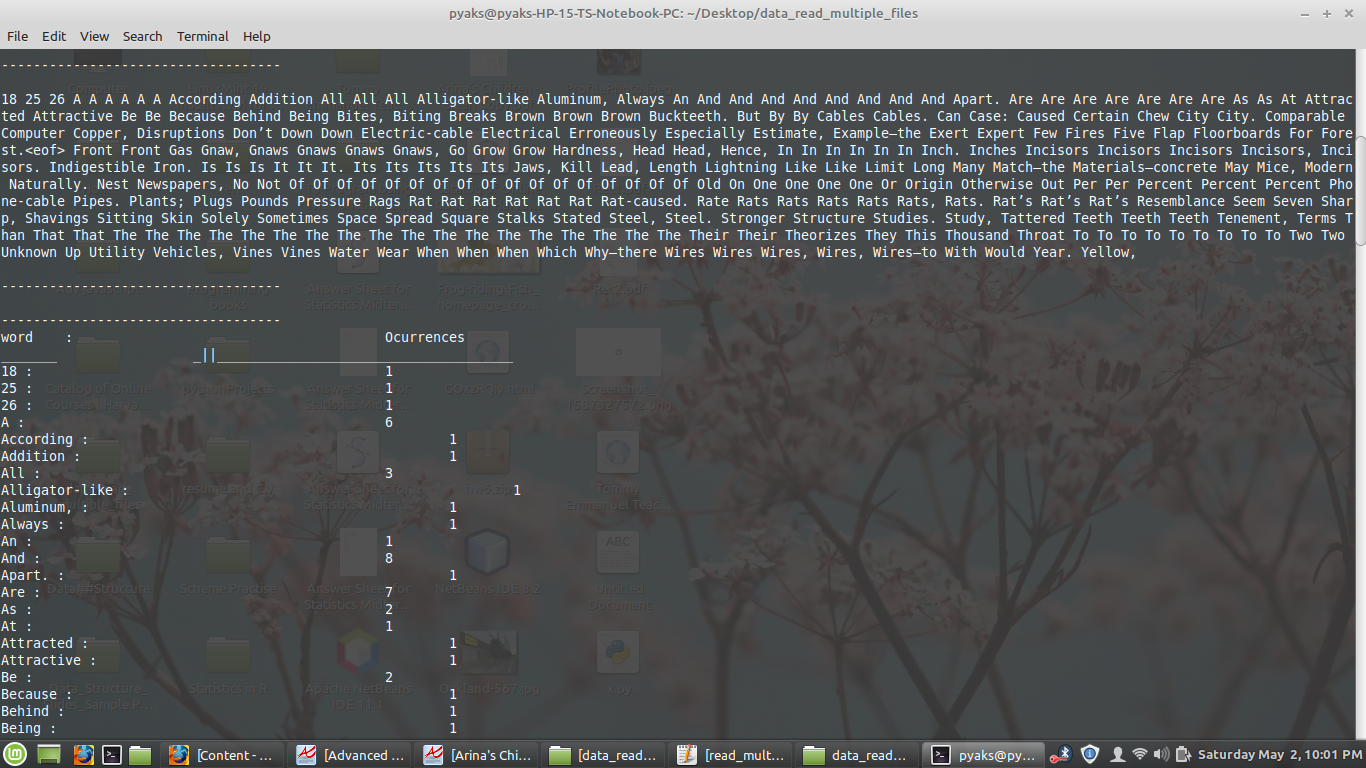 pyaks@pyaks-HP-15-TS-Notebook-PC: ~/Desktop/data_read_multiple_files
File Edit View Search Terminal Help
-----------------------------------
18 25 26 A A A A A A According Addition All All All Alligator-like Aluminum, Always An And And And And And And And And Apart. Are Are Are Are Are Are Are As As At Attrac
ted Attractive Be Be Because Behind Being Bites, Biting Breaks Brown Brown Brown Buckteeth. But By By Cables Cables. Can Case: Caused Certain Chew City City. Comparable
Computer Copper, Disruptions Don’t Down Down Electric-cable Electrical Erroneously Especially Estimate, Example—the Exert Expert Few Fires Five Flap Floorboards For Fore
st.<eof> Front Front Gas Gnaw, Gnaws Gnaws Gnaws Gnaws, Go Grow Grow Hardness, Head Head, Hence, In In In In In In Inch. Inches Incisors Incisors Incisors Incisors, Inci
sors. Indigestible Iron. Is Is Is It It It. Its Its Its Its Its Jaws, Kill Lead, Length Lightning Like Like Limit Long Many Match—the Materials—concrete May Mice, Modern
Naturally. Nest Newspapers, No Not Of Of Of Of Of Of Of Of Of Of Of Of Of Of Of Of Of Old On One One One One Or Origin Otherwise Out Per Per Percent Percent Percent Pho
ne-cable Pipes. Plants; Plugs Pounds Pressure Rags Rat Rat Rat Rat Rat Rat Rat-caused. Rate Rats Rats Rats Rats Rats, Rats. Rat’s Rat’s Rat’s Resemblance Seem Seven Shar
p, Shavings Sitting Skin Solely Sometimes Space Spread Square Stalks Stated Steel, Steel. Stronger Structure Studies. Study, Tattered Teeth Teeth Teeth Tenement, Terms T
han That That The The The The The The The The The The The The The The The The The The Their Their Theorizes They This Thousand Throat To To To To To To To To To Two Two
Unknown Up Utility Vehicles, Vines Vines Water Wear When When When Which Why—there Wires Wires Wires, Wires, Wires—to With Would Year. Yellow,
-----------------------------------
-----------------------------------
word : Ocurrences
_______ _||_____________________________________
18 : 1
25 : 1
26 : 1
A : 6
According : 1
Addition : 1
All : 3
Alligator-like : 1
Aluminum, : 1
Always : 1
An : 1
And : 8
Apart. : 1
Are : 7
As : 2
At : 1
Attracted : 1
Attractive : 1
Be : 2
Because : 1
Behind : 1
Being : 1
[Content - ... [Advanced ... [Arina's Chi... [data_read... [read_mult... data_read... pyaks@py... Saturday May 2, 10:01 PM